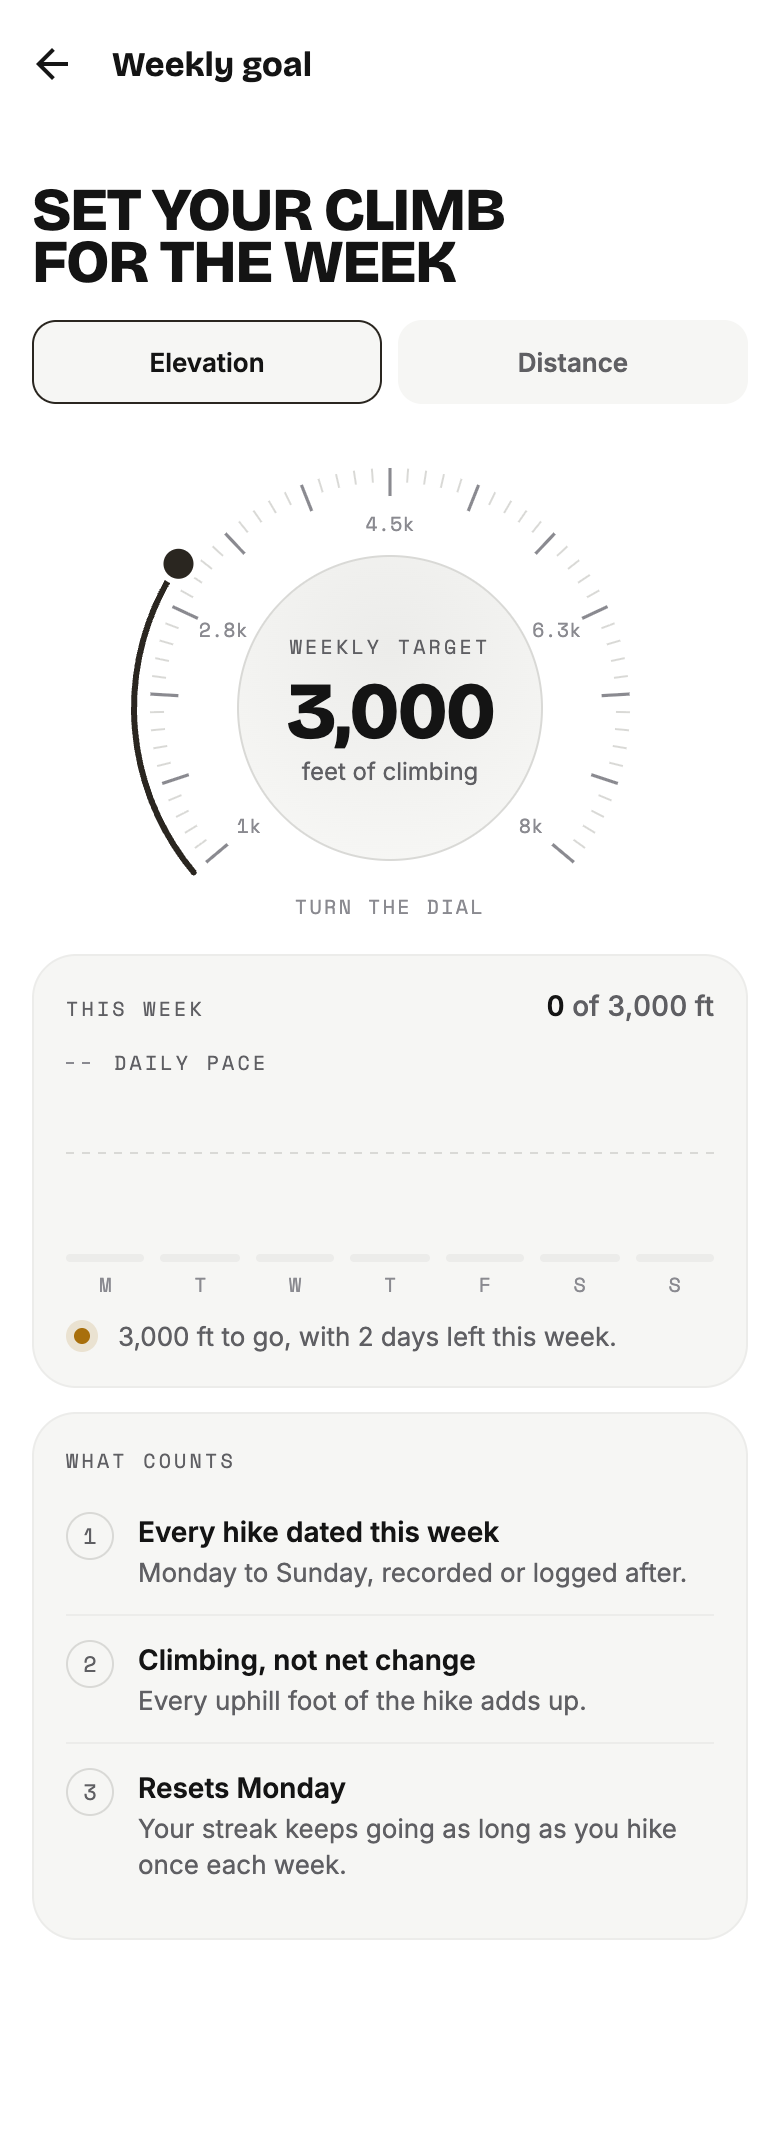 Weekly goal
SET YOUR CLIMB
FOR THE WEEK
Elevation
Distance
4.5k
2.8k
6.3k
WEEKLY TARGET
3,000
feet of climbing
1k
8k
TURN THE DIAL
THIS WEEK
0 of 3,000 ft
-- DAILY PACE
M T W T F S S
3,000 ft to go, with 2 days left this week.
WHAT COUNTS
1
Every hike dated this week
Monday to Sunday, recorded or logged after.
2
Climbing, not net change
Every uphill foot of the hike adds up.
3
Resets Monday
Your streak keeps going as long as you hike
once each week.